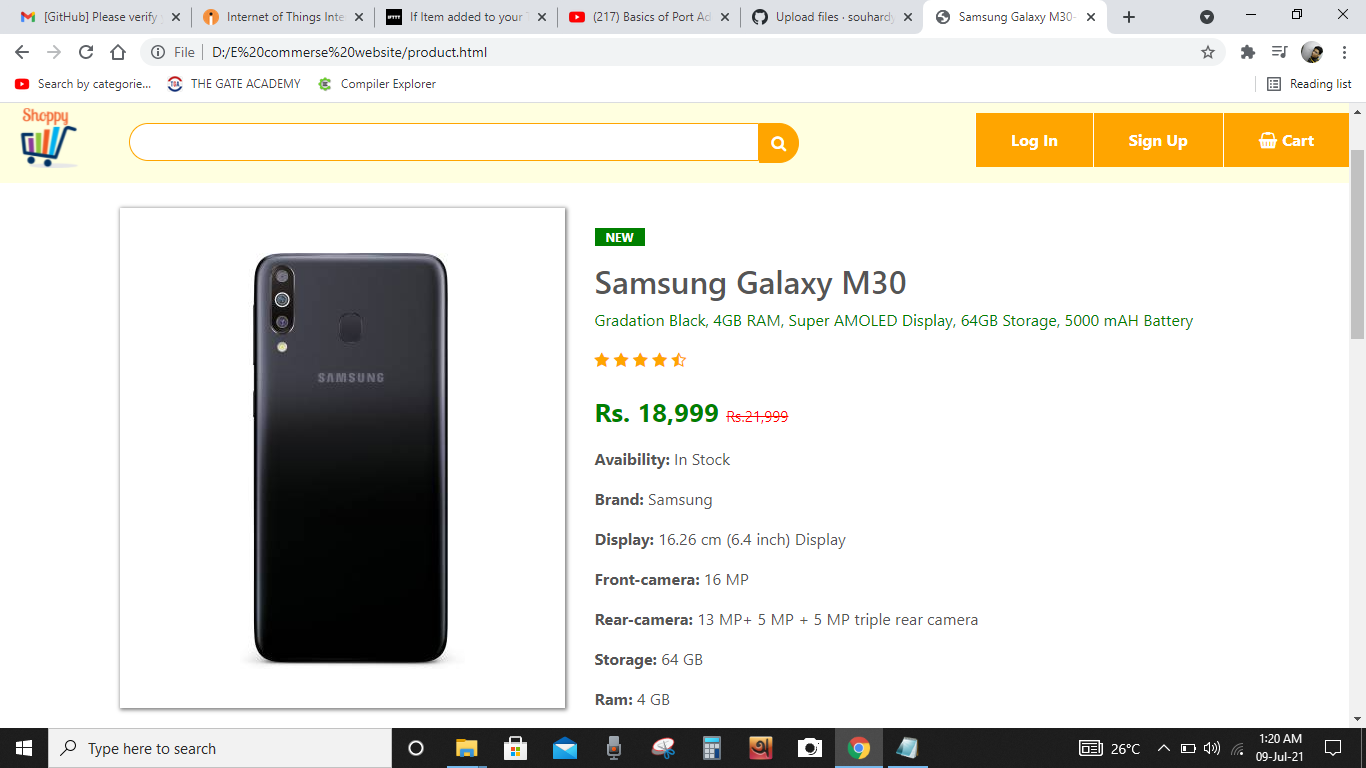 [GitHub] Please verify
Internet of Things Inte
If Item added to your
(217) Basics of Port Ad
Upload files · souhardy
Samsung Galaxy M30-
File
D:/E%20commerse%20website/product.html
Search by categorie...
THE GATE ACADEMY
Compiler Explorer
Reading list
Shoppy
Log In
Sign Up
Cart
NEW
Samsung Galaxy M30
Gradation Black, 4GB RAM, Super AMOLED Display, 64GB Storage, 5000 mAH Battery
SAMSUNG
Rs. 18,999 Rs.21,999
Avaibility: In Stock
Brand: Samsung
Display: 16.26 cm (6.4 inch) Display
Front-camera: 16 MP
Rear-camera: 13 MP+ 5 MP + 5 MP triple rear camera
Storage: 64 GB
Ram: 4 GB
Type here to search
26°C
1:20 AM
09-Jul-21